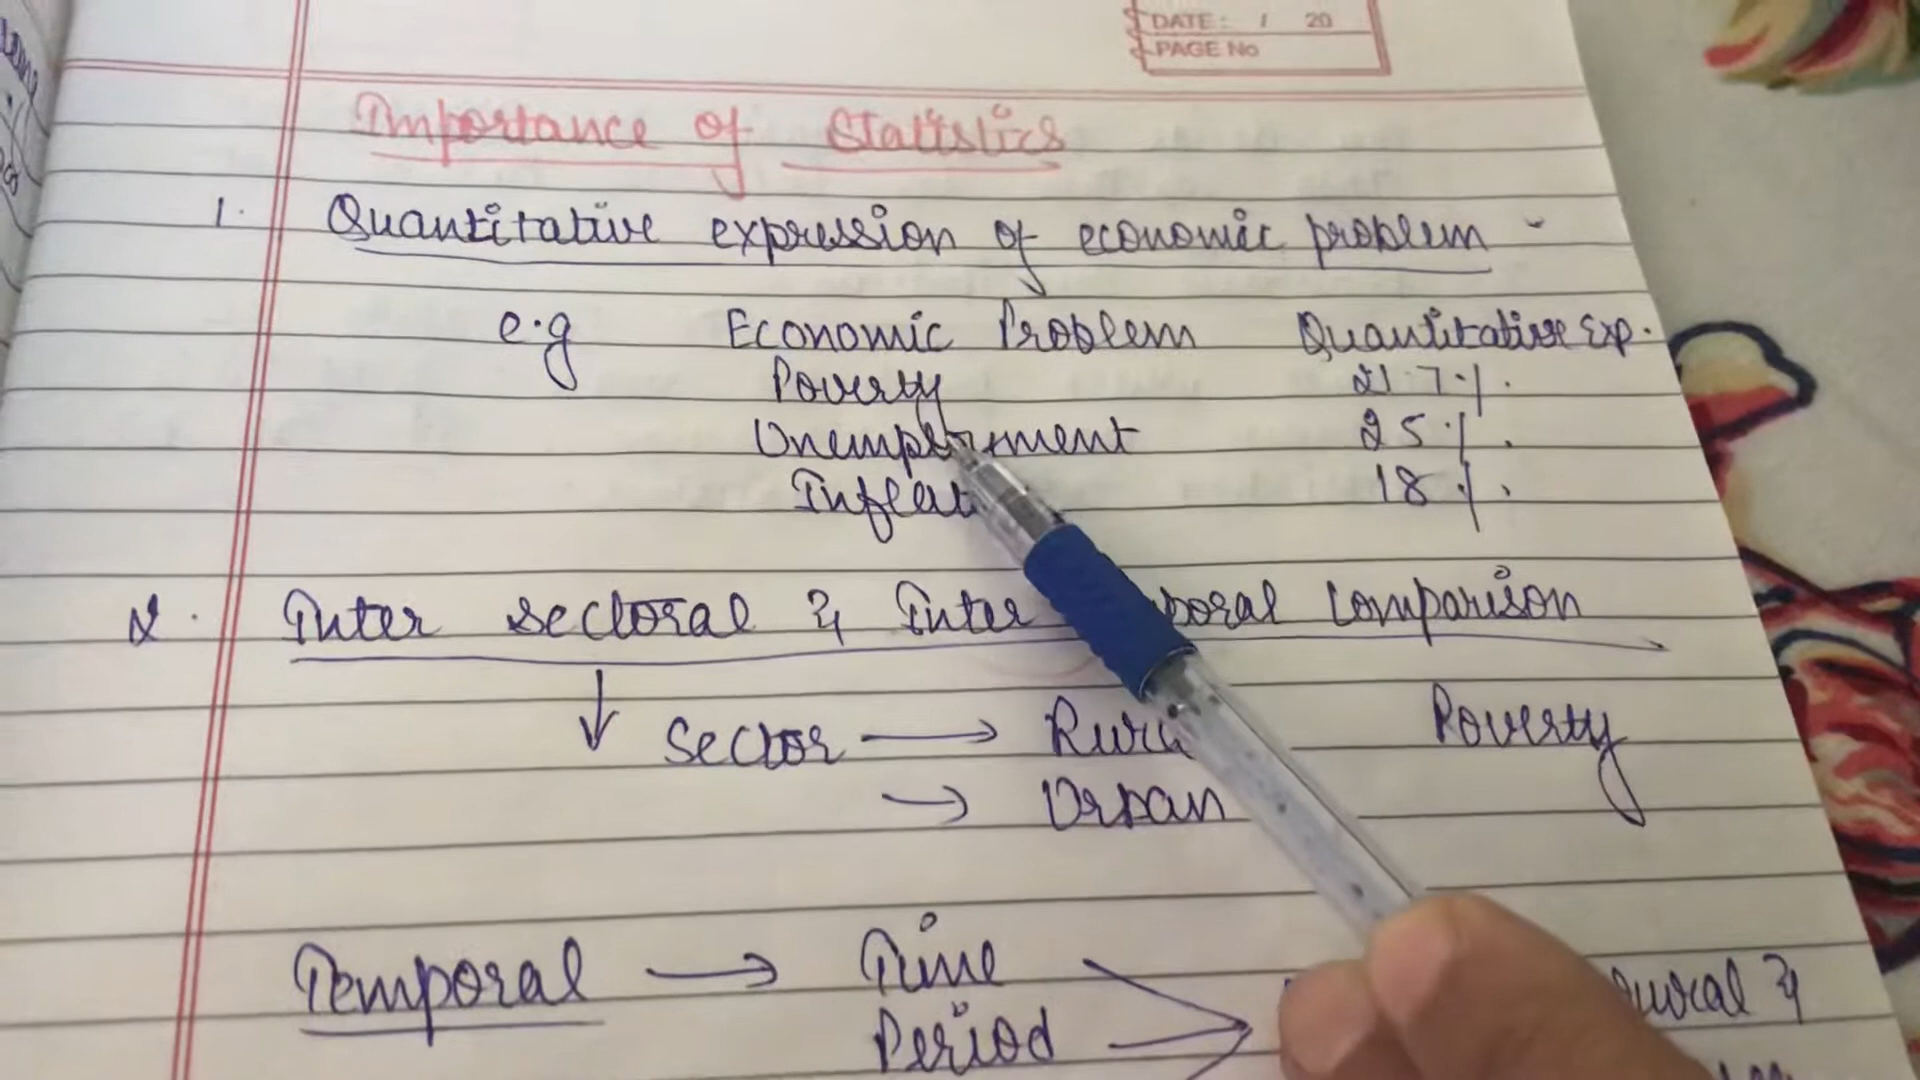 DATE: / 20
PAGE No
Importance of Statistics
1. Quantitative expression of economic problem -
e.g Economic Problem Quantitative Exp.
Poverty 21.7%.
25%.
18%.
2. Inter sectoral & Inter comparison
Sector → Poverty
→ Urban
Temporal → Time
Period